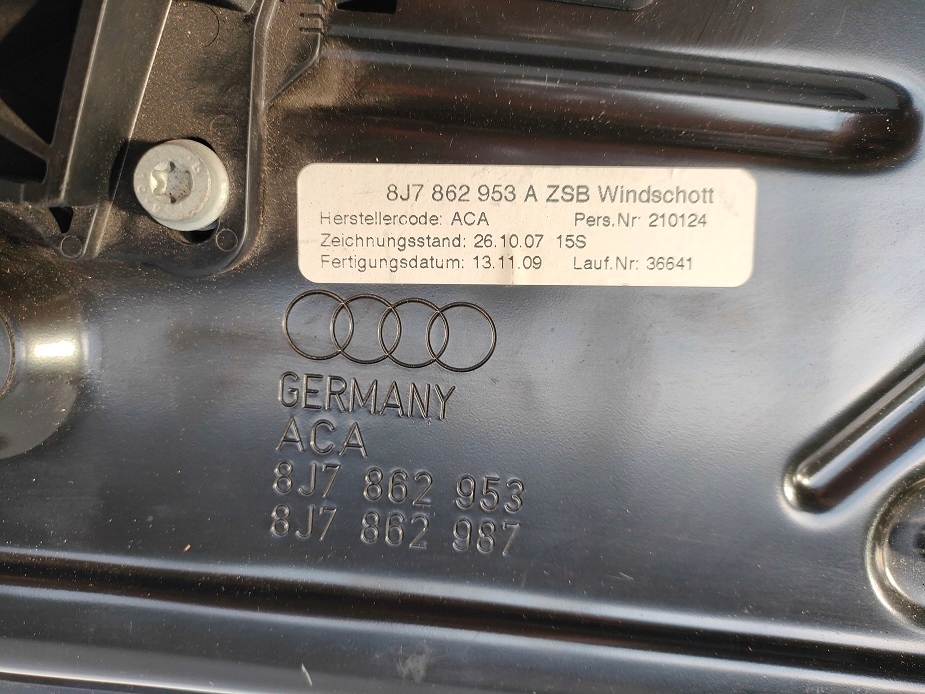 8J7 862 953 A ZSB Windschott
Herstellercode: ACA Pers.Nr 210124
Zeichnungsstand: 26.10.07 15S
Fertigungsdatum: 13.11.09 Lauf.Nr: 36641
GERMANY
ACA
8J7 862 953
8J7 862 987